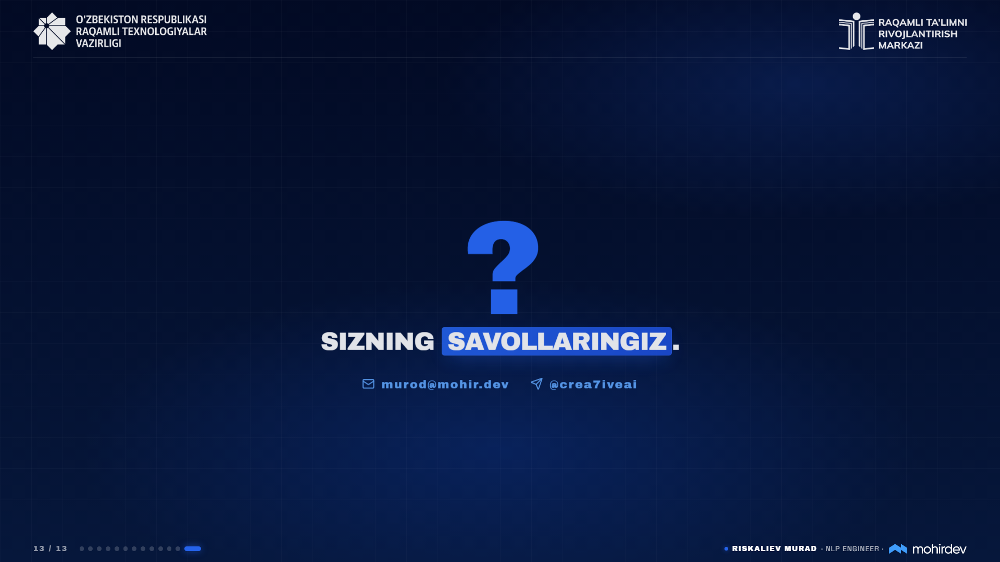 O'ZBEKISTON RESPUBLIKASI
RAQAMLI TEXNOLOGIYALAR
VAZIRLIGI
RAQAMLI TA'LIMNI
RIVOJLANTIRISH
MARKAZI
?
SIZNING SAVOLLARINGIZ.
murod@mohir.dev @crea7iveai
13 / 13
RISKALIEV MURAD · NLP ENGINEER · mohirdev